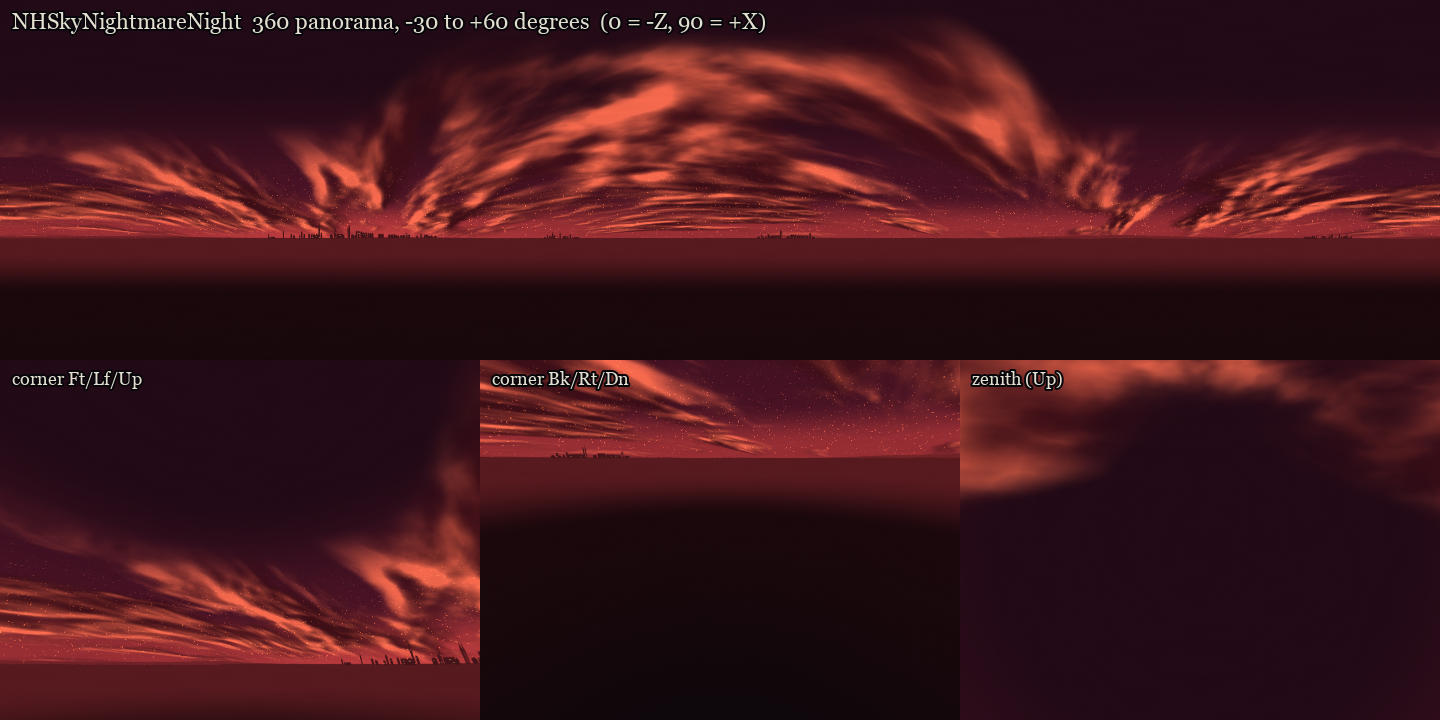 NHSkyNightmareNight 360 panorama, -30 to +60 degrees (0 = -Z, 90 = +X)
corner Ft/Lf/Up
corner Bk/Rt/Dn
zenith (Up)